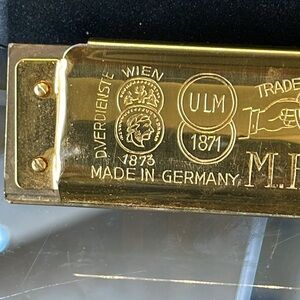 D. VERDIENSTE
WIEN
1873
ULM
1871
TRADE
MADE IN GERMANY
M.